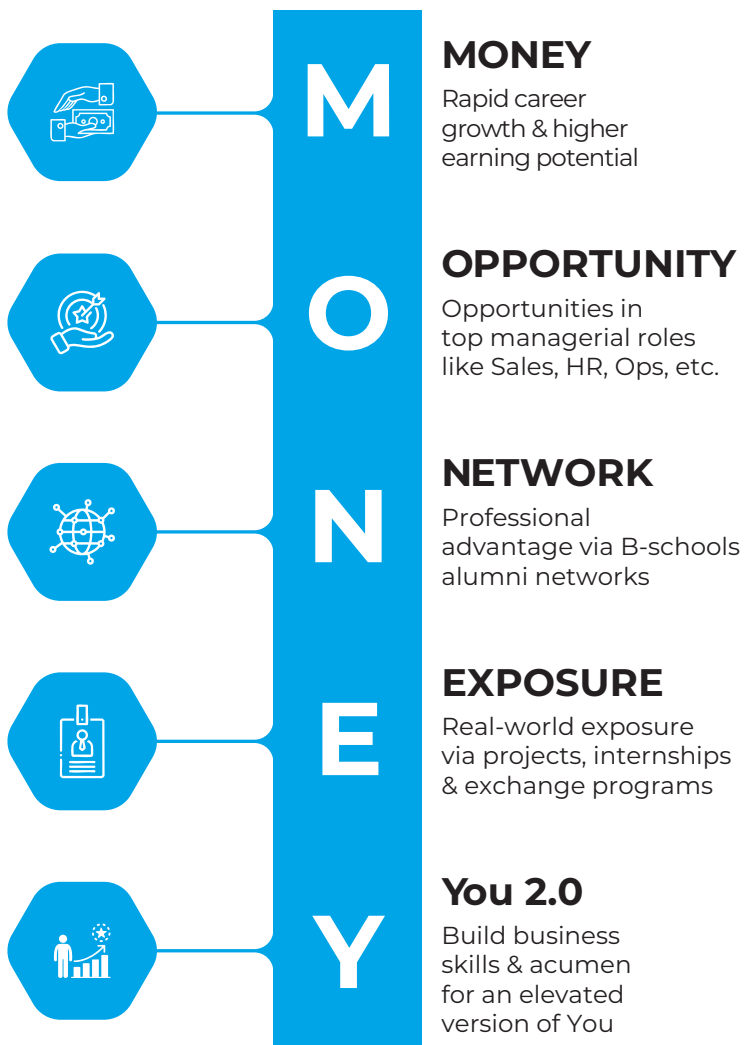 M
MONEY
Rapid career
growth & higher
earning potential
O
OPPORTUNITY
Opportunities in
top managerial roles
like Sales, HR, Ops, etc.
N
NETWORK
Professional
advantage via B-schools
alumni networks
E
EXPOSURE
Real-world exposure
via projects, internships
& exchange programs
Y
You 2.0
Build business
skills & acumen
for an elevated
version of You